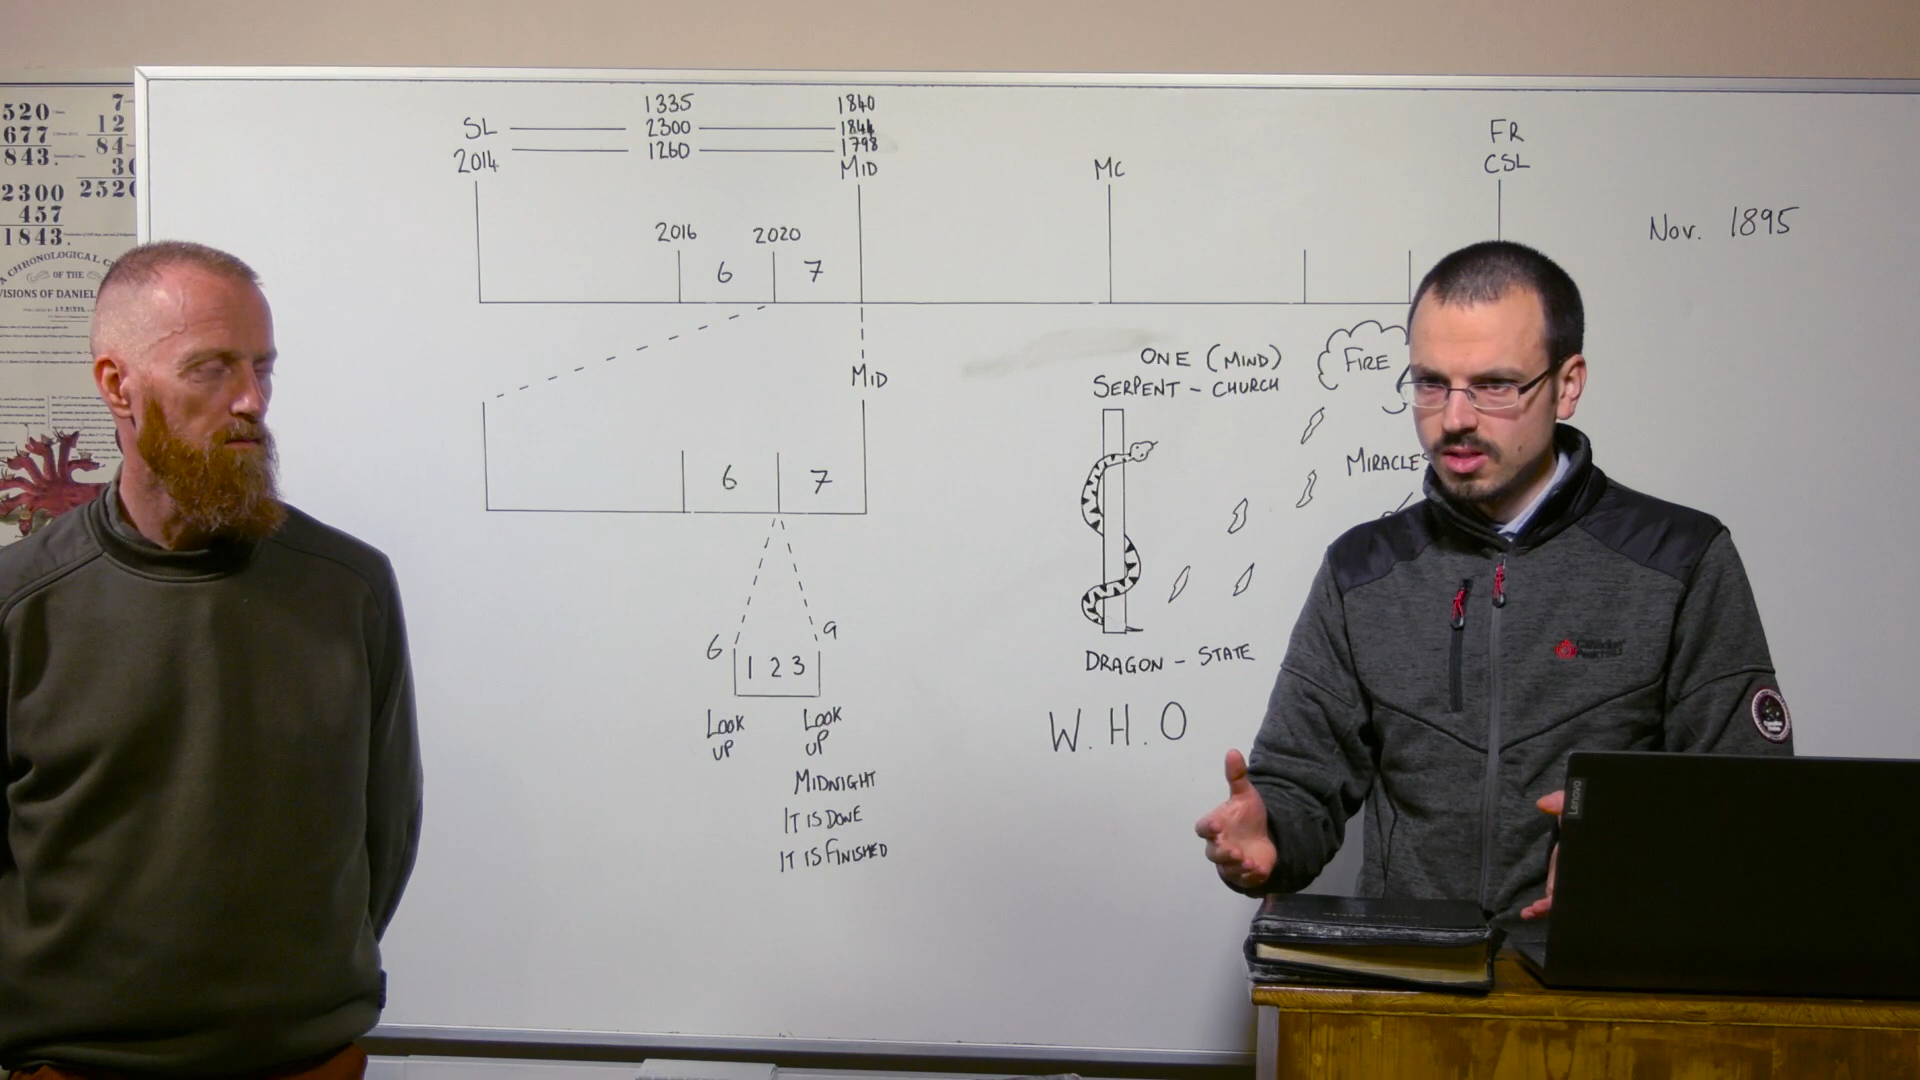 520
677
843.
7
12
84
2520
2300
457
1843.
A CHRONOLOGICAL
OF THE
VISIONS OF DANIEL
SL
2014
1335
2300
1260
1840
1844
1798
MID
2016
2020
6
7
MC
FR
CSL
Nov. 1895
MID
6
7
6
9
1 2 3
LOOK
UP
LOOK
UP
MIDNIGHT
IT IS DONE
IT IS FINISHED
ONE (MIND)
SERPENT - CHURCH
FIRE
MIRACLES
DRAGON - STATE
W. H. O
Lenovo